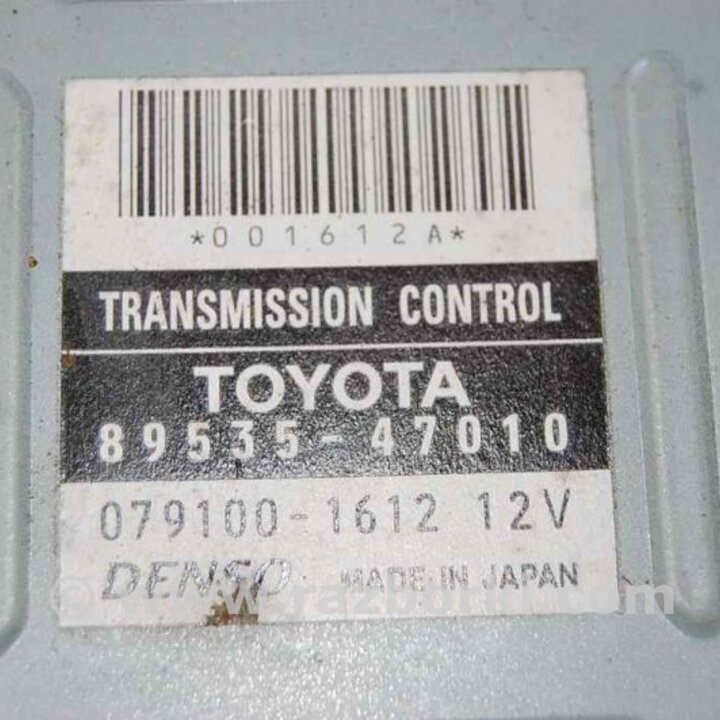 *001612A*
TRANSMISSION CONTROL
TOYOTA
89535-47010
079100-1612 12V
DENSO MADE IN JAPAN